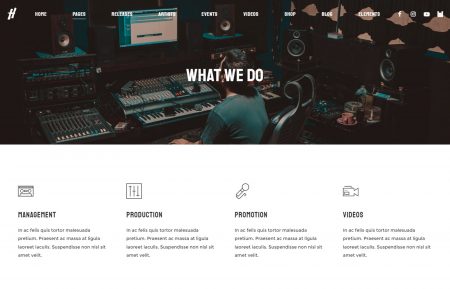 HOME PAGES RELEASES ARTISTS EVENTS VIDEOS SHOP BLOG ELEMENTS
WHAT WE DO
MANAGEMENT PRODUCTION PROMOTION VIDEOS
In ac felis quis tortor malesuada In ac felis quis tortor malesuada In ac felis quis tortor malesuada In ac felis quis tortor malesuada
pretium. Praesent ac massa at ligula pretium. Praesent ac massa at ligula pretium. Praesent ac massa at ligula pretium. Praesent ac massa at ligula
laoreet iaculis. Suspendisse non nisl sit laoreet iaculis. Suspendisse non nisl sit laoreet iaculis. Suspendisse non nisl sit laoreet iaculis. Suspendisse non nisl sit
amet velit. amet velit. amet velit. amet velit.